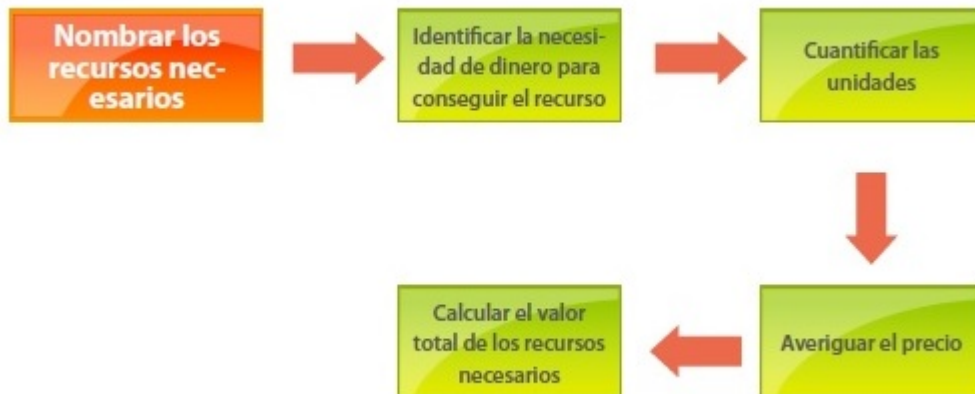 Nombrar los
recursos nec-
esarios
Identificar la necesi-
dad de dinero para
conseguir el recurso
Cuantificar las
unidades
Averiguar el precio
Calcular el valor
total de los recursos
necesarios